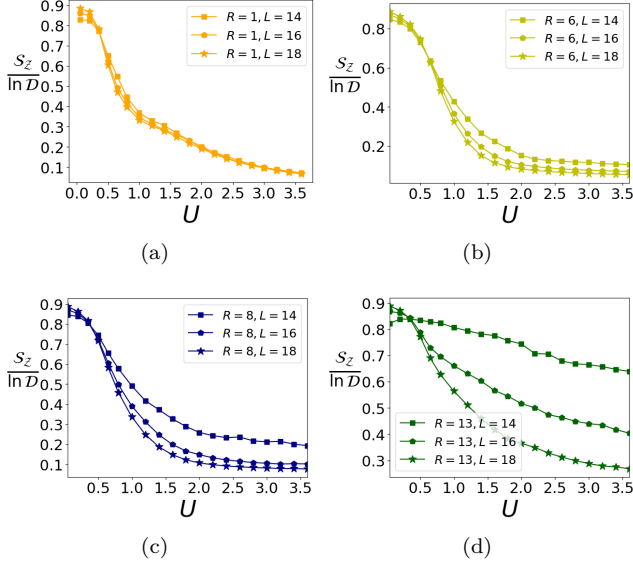 S_Z / ln D
0.9
0.8
0.7
0.6
0.5
0.4
0.3
0.2
0.1
R = 1, L = 14
R = 1, L = 16
R = 1, L = 18
0.0 0.5 1.0 1.5 2.0 2.5 3.0 3.5
U
(a)
S_Z / ln D
0.8
0.6
0.4
0.2
R = 6, L = 14
R = 6, L = 16
R = 6, L = 18
0.5 1.0 1.5 2.0 2.5 3.0 3.5
U
(b)
S_Z / ln D
0.9
0.8
0.7
0.6
0.5
0.4
0.3
0.2
0.1
R = 8, L = 14
R = 8, L = 16
R = 8, L = 18
0.5 1.0 1.5 2.0 2.5 3.0 3.5
U
(c)
S_Z / ln D
0.9
0.8
0.7
0.6
0.5
0.4
0.3
R = 13, L = 14
R = 13, L = 16
R = 13, L = 18
0.5 1.0 1.5 2.0 2.5 3.0 3.5
U
(d)